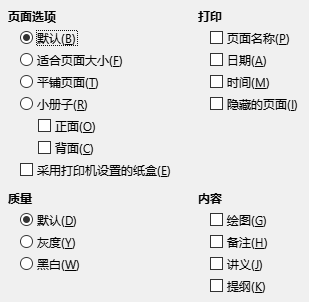 页面选项
默认(B)
适合页面大小(F)
平铺页面(T)
小册子(R)
正面(O)
背面(C)
采用打印机设置的纸盒(E)
打印
页面名称(P)
日期(A)
时间(M)
隐藏的页面(I)
质量
默认(D)
灰度(Y)
黑白(W)
内容
绘图(G)
备注(H)
讲义(J)
提纲(K)